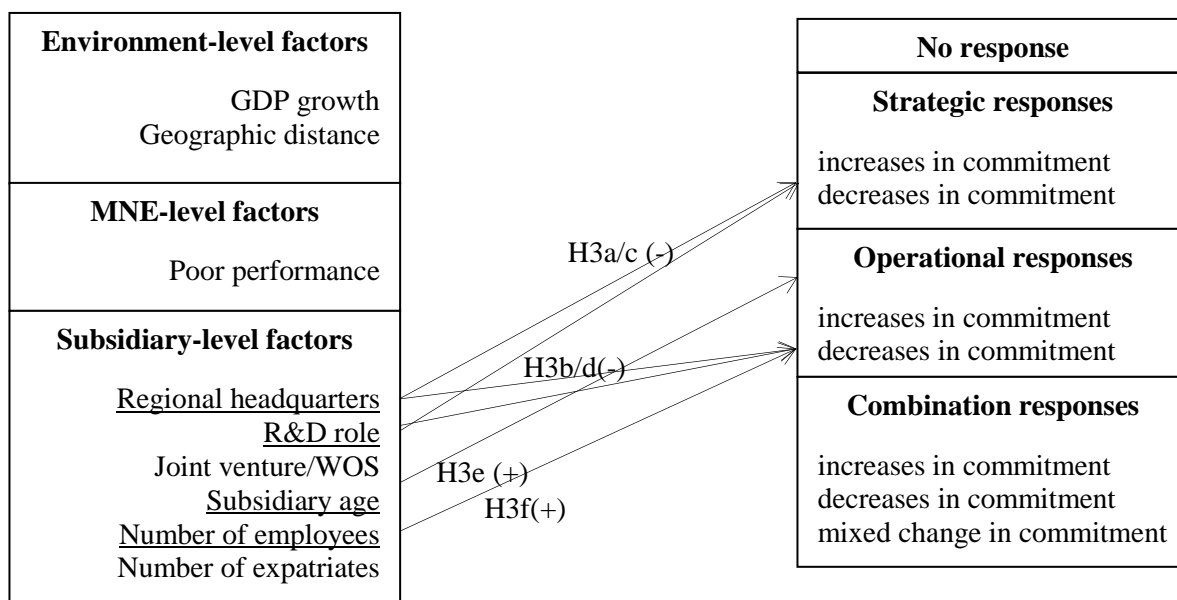 Environment-level factors
GDP growth
Geographic distance
MNE-level factors
Poor performance
Subsidiary-level factors
Regional headquarters
R&D role
Joint venture/WOS
Subsidiary age
Number of employees
Number of expatriates
H3a/c (-)
H3b/d(-)
H3e (+)
H3f(+)
No response
Strategic responses
increases in commitment
decreases in commitment
Operational responses
increases in commitment
decreases in commitment
Combination responses
increases in commitment
decreases in commitment
mixed change in commitment